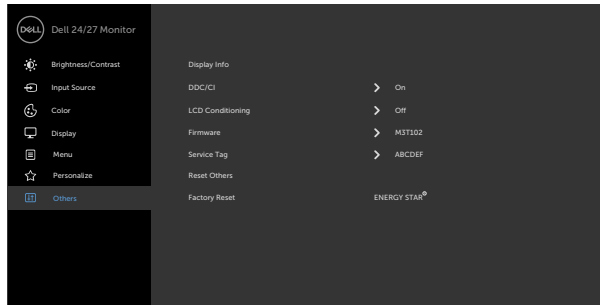 DELL Dell 24/27 Monitor
Brightness/Contrast Display Info
Input Source DDC/CI On
Color LCD Conditioning Off
Display Firmware M3T102
Menu Service Tag ABCDEF
Personalize Reset Others
Others Factory Reset ENERGY STAR®